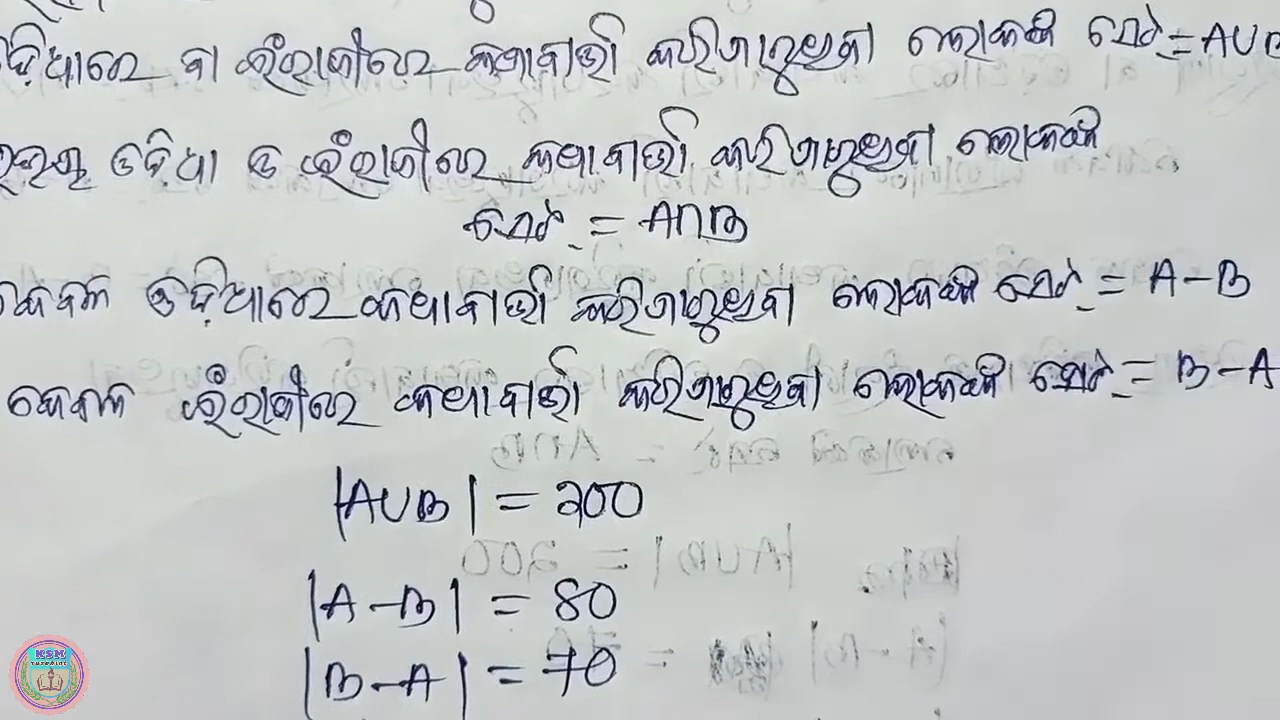 ଓଡ଼ିଆରେ ବା ଇଂରାଜୀରେ କଥାବାର୍ତ୍ତା କରିପାରୁଥିବା ଲୋକଙ୍କ ସେଟ୍ = A∪B
ଓଡ଼ିଆ ଓ ଇଂରାଜୀରେ କଥାବାର୍ତ୍ତା କରିପାରୁଥିବା ଲୋକଙ୍କ
ସେଟ୍ = A∩B
କେବଳ ଓଡ଼ିଆରେ କଥାବାର୍ତ୍ତା କରିପାରୁଥିବା ଲୋକଙ୍କ ସେଟ୍ = A-B
କେବଳ ଇଂରାଜୀରେ କଥାବାର୍ତ୍ତା କରିପାରୁଥିବା ଲୋକଙ୍କ ସେଟ୍ = B-A
|A∪B| = 200
|A-B| = 80
|B-A| = 70
KSK